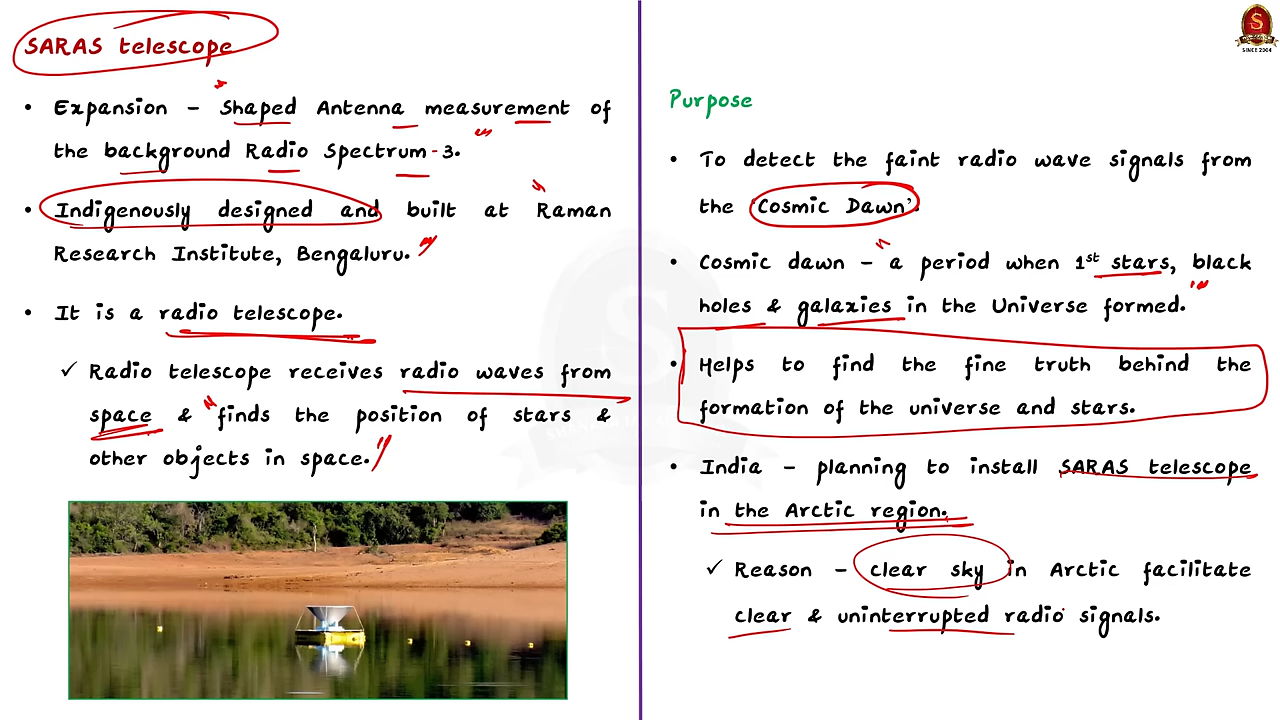 SARAS telescope
• Expansion – Shaped Antenna measurement of
the background Radio Spectrum-3.
• Indigenously designed and built at Raman
Research Institute, Bengaluru.
• It is a radio telescope.
✓ Radio telescope receives radio waves from
space & finds the position of stars &
other objects in space.
Purpose
• To detect the faint radio wave signals from
the 'Cosmic Dawn'.
• Cosmic dawn – a period when 1st stars, black
holes & galaxies in the Universe formed.
• Helps to find the fine truth behind the
formation of the universe and stars.
• India – planning to install SARAS telescope
in the Arctic region.
✓ Reason – clear sky in Arctic facilitate
clear & uninterrupted radio signals.
S
SINCE 2004